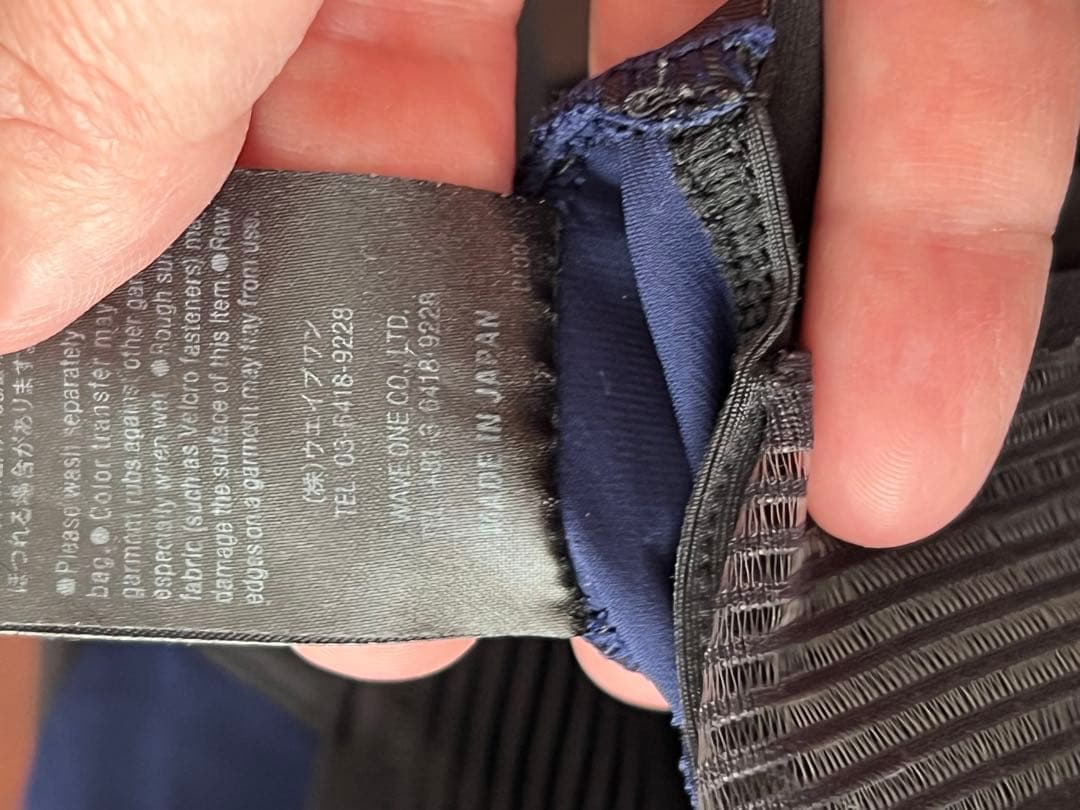 ほつれる場合があります
●Please wash separately
bag.●Color transfer may
garment rubs against other
especially when wet. ●Rough
fabric (such as Velcro fasteners)
damage the surface of this item.●Raw
edges on a garment may fray from use.
(株)ウエイブワン
TEL 03-6418-9228
WAVE ONE CO.,LTD.
6418-9228
MADE IN JAPAN